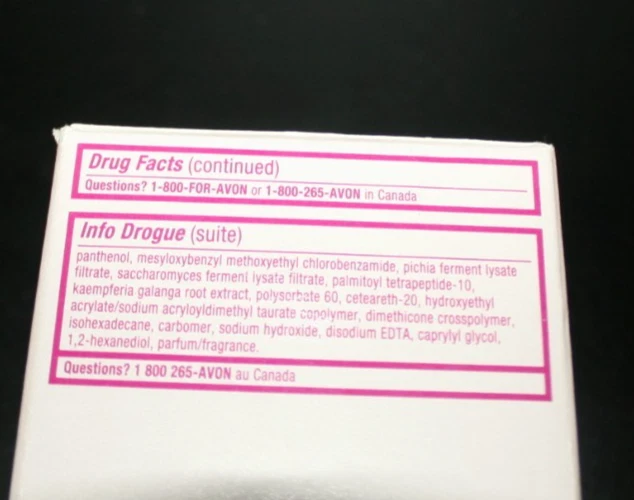 Drug Facts (continued)
Questions? 1-800-FOR-AVON or 1-800-265-AVON in Canada
Info Drogue (suite)
panthenol, mesyloxybenzyl methoxyethyl chlorobenzamide, pichia ferment lysate
filtrate, saccharomyces ferment lysate filtrate, palmitoyl tetrapeptide-10,
kaempferia galanga root extract, polysorbate 60, ceteareth-20, hydroxyethyl
acrylate/sodium acryloyldimethyl taurate copolymer, dimethicone crosspolymer,
isohexadecane, carbomer, sodium hydroxide, disodium EDTA, caprylyl glycol,
1,2-hexanediol, parfum/fragrance.
Questions? 1 800 265-AVON au Canada